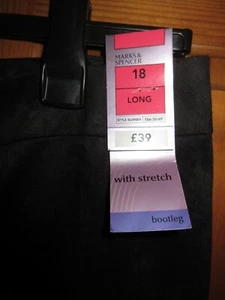 MARKS &
SPENCER
18
LONG
STYLE NUMBER
£39
with stretch
bootleg